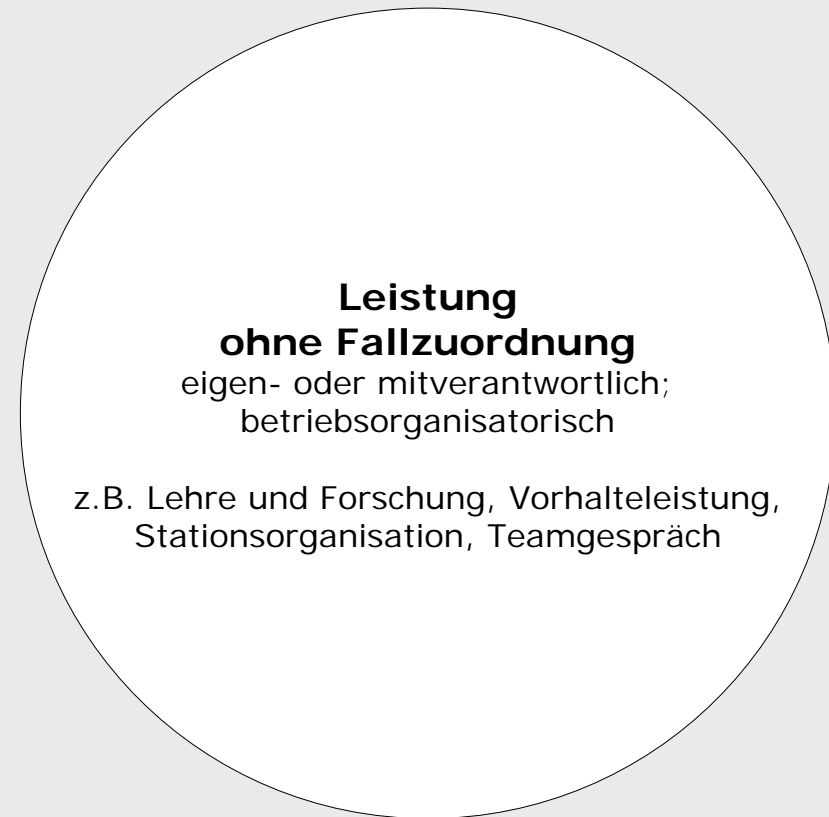 Leistung
ohne Fallzuordnung
eigen- oder mitverantwortlich;
betriebsorganisatorisch
z.B. Lehre und Forschung, Vorhalteleistung,
Stationsorganisation, Teamgespräch